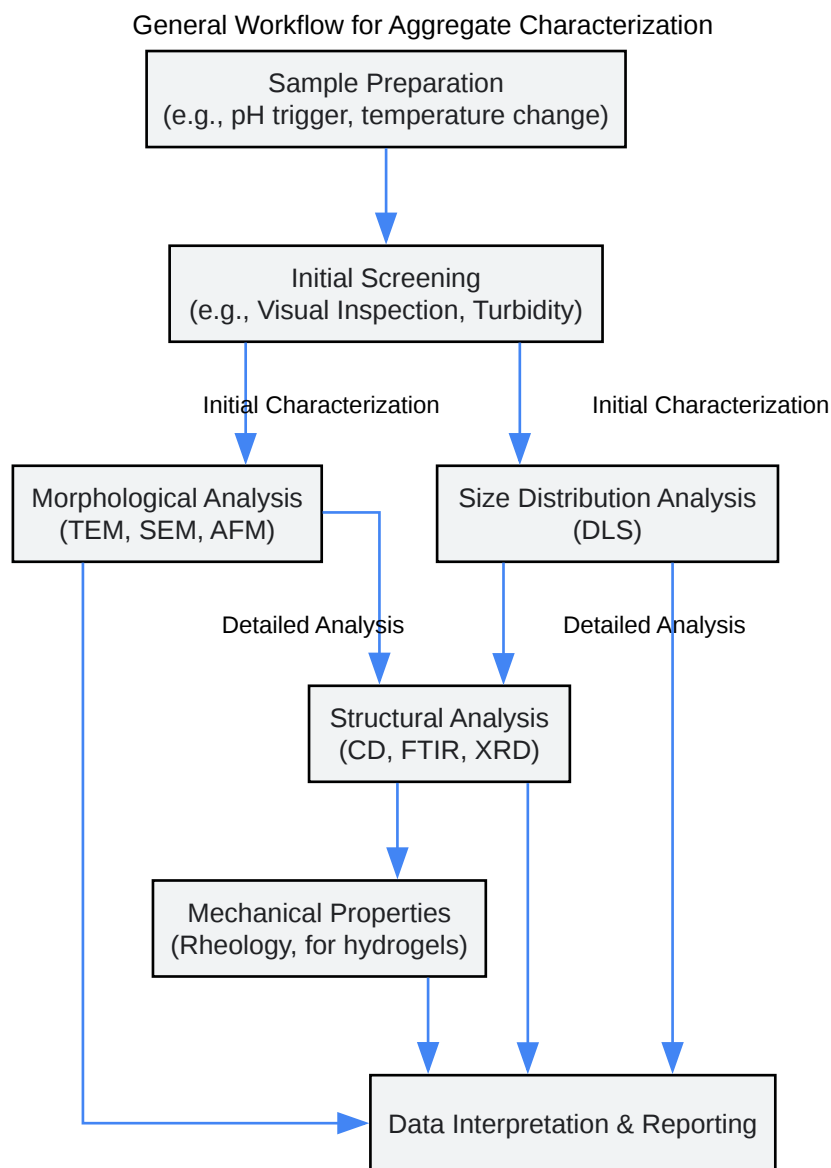 General Workflow for Aggregate Characterization
Sample Preparation
(e.g., pH trigger, temperature change)
Initial Screening
(e.g., Visual Inspection, Turbidity)
Initial Characterization
Initial Characterization
Morphological Analysis
(TEM, SEM, AFM)
Size Distribution Analysis
(DLS)
Detailed Analysis
Detailed Analysis
Structural Analysis
(CD, FTIR, XRD)
Mechanical Properties
(Rheology, for hydrogels)
Data Interpretation & Reporting